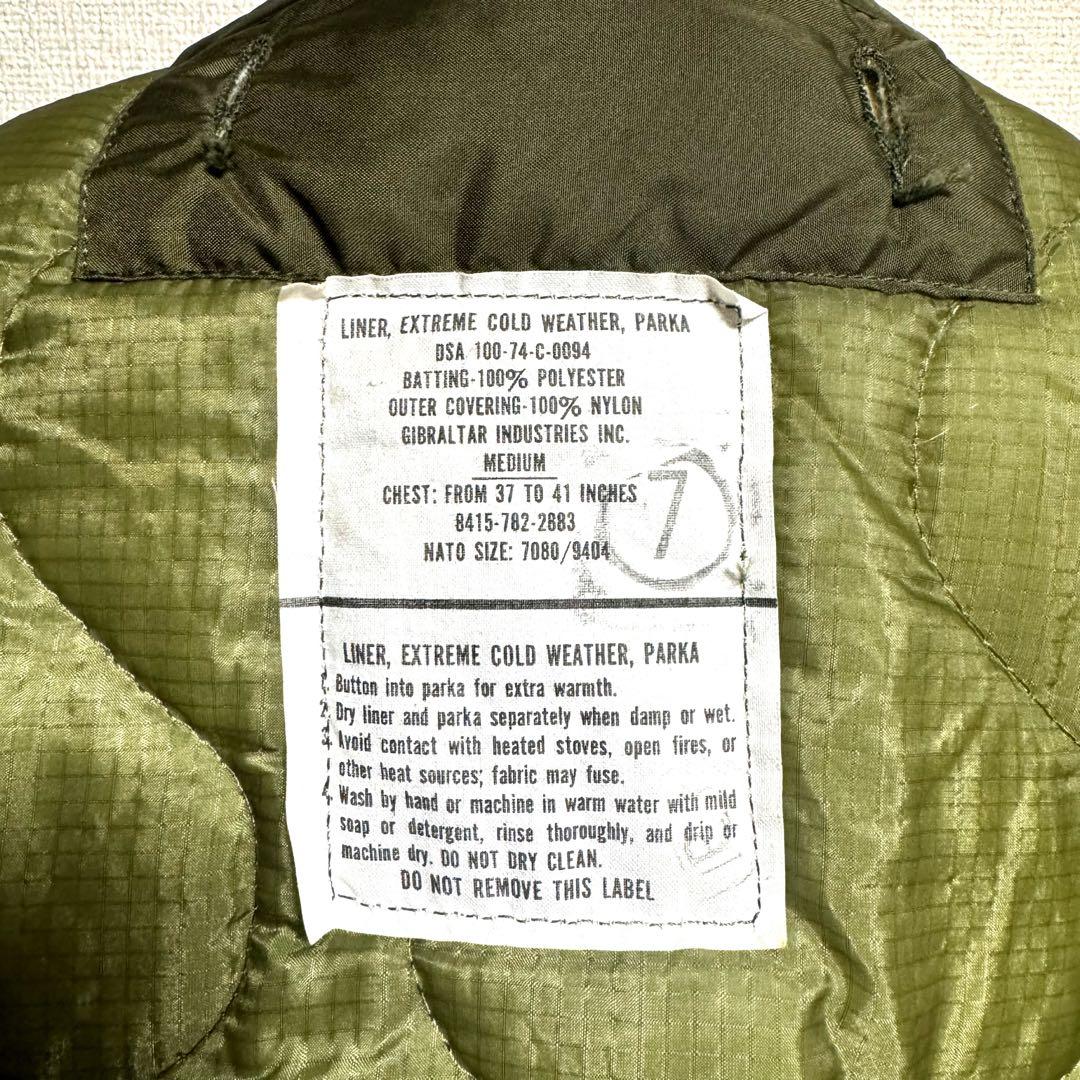 LINER, EXTREME COLD WEATHER, PARKA
DSA 100-74-C-0094
BATTING-100% POLYESTER
OUTER COVERING-100% NYLON
GIBRALTAR INDUSTRIES INC.
MEDIUM
CHEST: FROM 37 TO 41 INCHES
8415-782-2883
NATO SIZE: 7080/9404
7
LINER, EXTREME COLD WEATHER, PARKA
1. Button into parka for extra warmth.
2. Dry liner and parka separately when damp or wet.
3. Avoid contact with heated stoves, open fires, or
other heat sources; fabric may fuse.
4. Wash by hand or machine in warm water with mild
soap or detergent, rinse thoroughly, and drip or
machine dry. DO NOT DRY CLEAN.
DO NOT REMOVE THIS LABEL